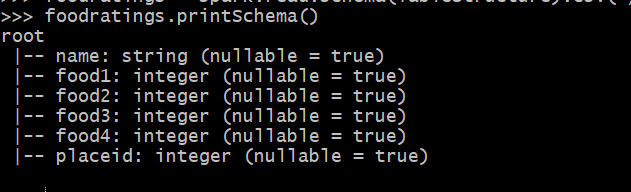 >>> foodratings.printSchema()
root
 |-- name: string (nullable = true)
 |-- food1: integer (nullable = true)
 |-- food2: integer (nullable = true)
 |-- food3: integer (nullable = true)
 |-- food4: integer (nullable = true)
 |-- placeid: integer (nullable = true)